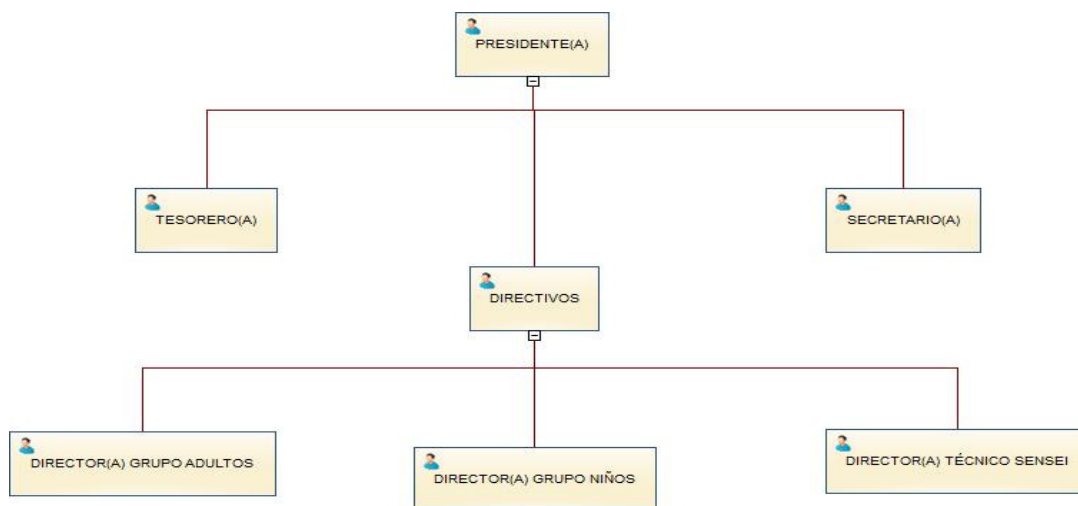 PRESIDENTE(A)
TESORERO(A)
SECRETARIO(A)
DIRECTIVOS
DIRECTOR(A) GRUPO ADULTOS
DIRECTOR(A) GRUPO NIÑOS
DIRECTOR(A) TÉCNICO SENSEI